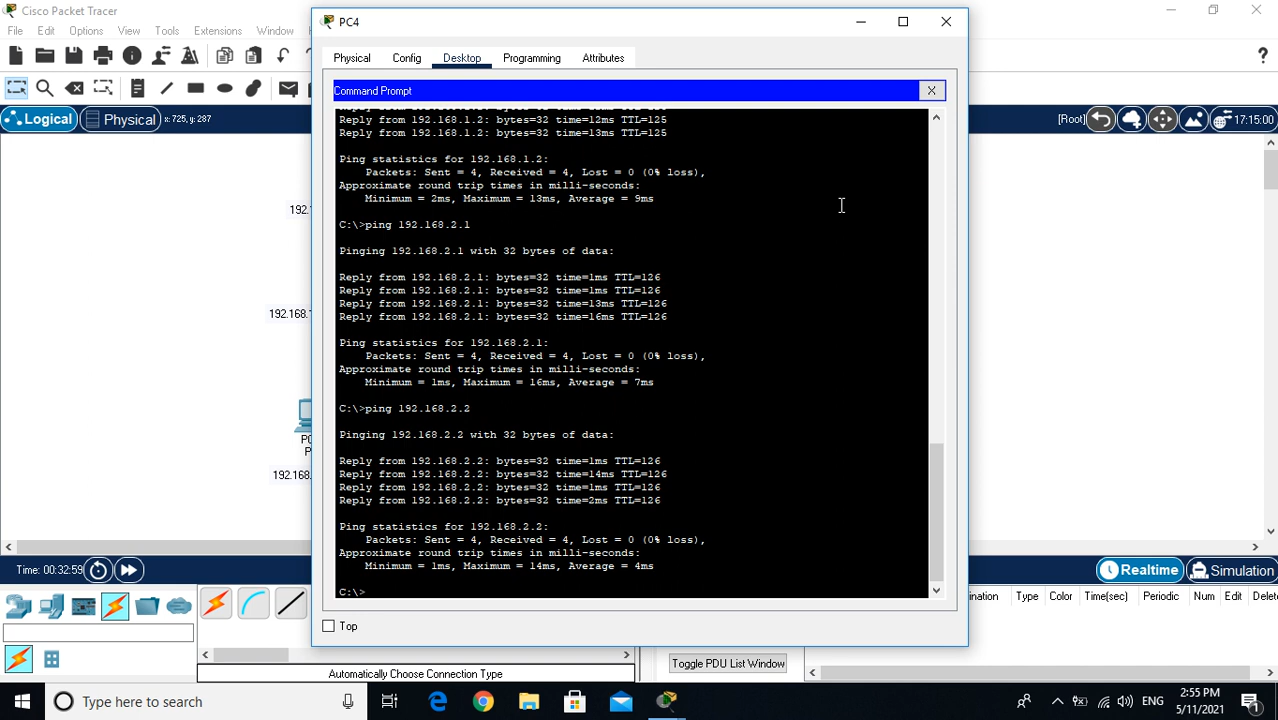 Cisco Packet Tracer
File Edit Options View Tools Extensions Window
?
Logical Physical x: 725, y: 287
[Root] 17:15:00
192.
192.168.
192.168.
PC4
Physical Config Desktop Programming Attributes
Command Prompt X
Reply from 192.168.1.2: bytes=32 time=12ms TTL=125
Reply from 192.168.1.2: bytes=32 time=13ms TTL=125
Ping statistics for 192.168.1.2:
Packets: Sent = 4, Received = 4, Lost = 0 (0% loss),
Approximate round trip times in milli-seconds:
Minimum = 2ms, Maximum = 13ms, Average = 9ms
C:\>ping 192.168.2.1
Pinging 192.168.2.1 with 32 bytes of data:
Reply from 192.168.2.1: bytes=32 time=1ms TTL=126
Reply from 192.168.2.1: bytes=32 time=1ms TTL=126
Reply from 192.168.2.1: bytes=32 time=13ms TTL=126
Reply from 192.168.2.1: bytes=32 time=16ms TTL=126
Ping statistics for 192.168.2.1:
Packets: Sent = 4, Received = 4, Lost = 0 (0% loss),
Approximate round trip times in milli-seconds:
Minimum = 1ms, Maximum = 16ms, Average = 7ms
C:\>ping 192.168.2.2
Pinging 192.168.2.2 with 32 bytes of data:
Reply from 192.168.2.2: bytes=32 time=1ms TTL=126
Reply from 192.168.2.2: bytes=32 time=14ms TTL=126
Reply from 192.168.2.2: bytes=32 time=1ms TTL=126
Reply from 192.168.2.2: bytes=32 time=2ms TTL=126
Ping statistics for 192.168.2.2:
Packets: Sent = 4, Received = 4, Lost = 0 (0% loss),
Approximate round trip times in milli-seconds:
Minimum = 1ms, Maximum = 14ms, Average = 4ms
C:\>
Top
Time: 00:32:59
Realtime Simulation
ination Type Color Time(sec) Periodic Num Edit Delet
Automatically Choose Connection Type
Toggle PDU List Window
Type here to search
ENG
2:55 PM
5/11/2021
1